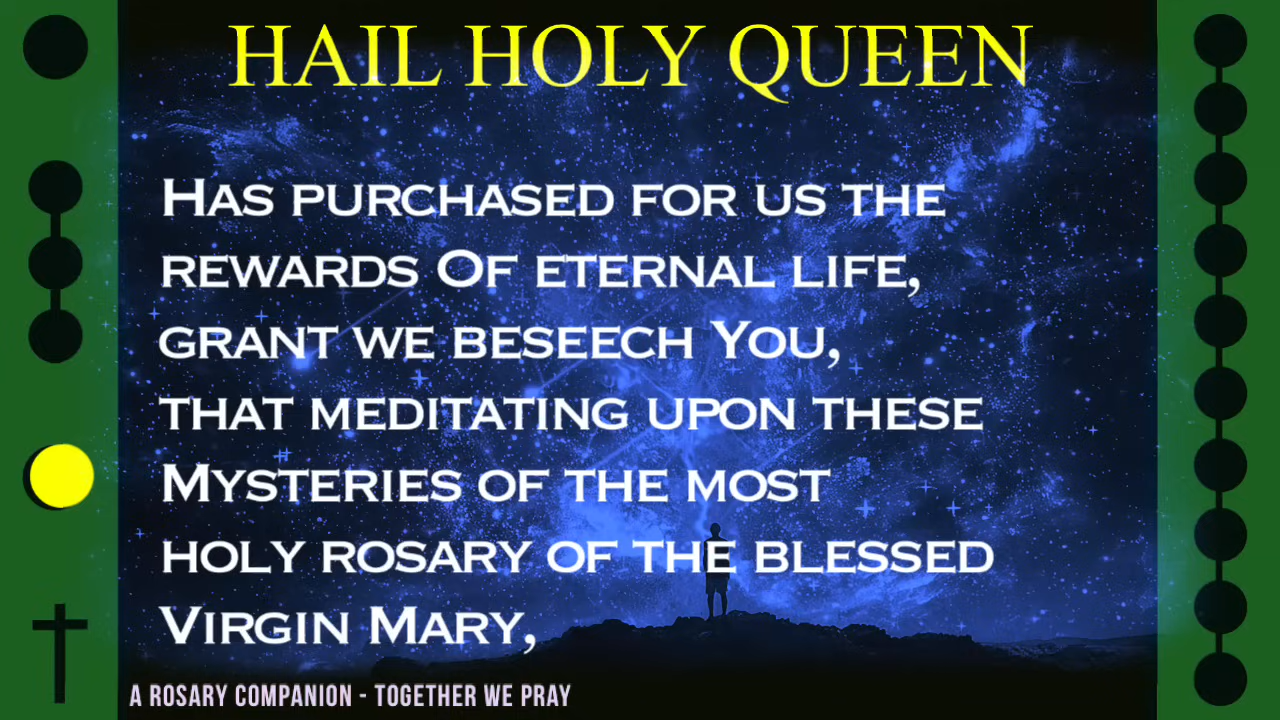 HAIL HOLY QUEEN
HAS PURCHASED FOR US THE
REWARDS OF ETERNAL LIFE,
GRANT WE BESEECH YOU,
THAT MEDITATING UPON THESE
MYSTERIES OF THE MOST
HOLY ROSARY OF THE BLESSED
VIRGIN MARY,
A ROSARY COMPANION - TOGETHER WE PRAY